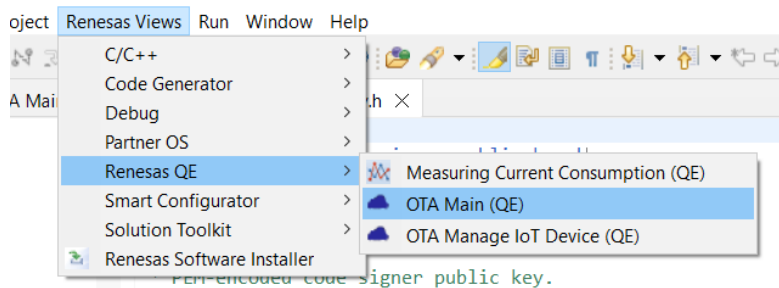 oject Renesas Views Run Window Help
C/C++
Code Generator
A Mai
.h
Debug
Partner OS
Renesas QE
Measuring Current Consumption (QE)
Smart Configurator
OTA Main (QE)
Solution Toolkit
OTA Manage IoT Device (QE)
Renesas Software Installer
PEM-encoded code signer public key.